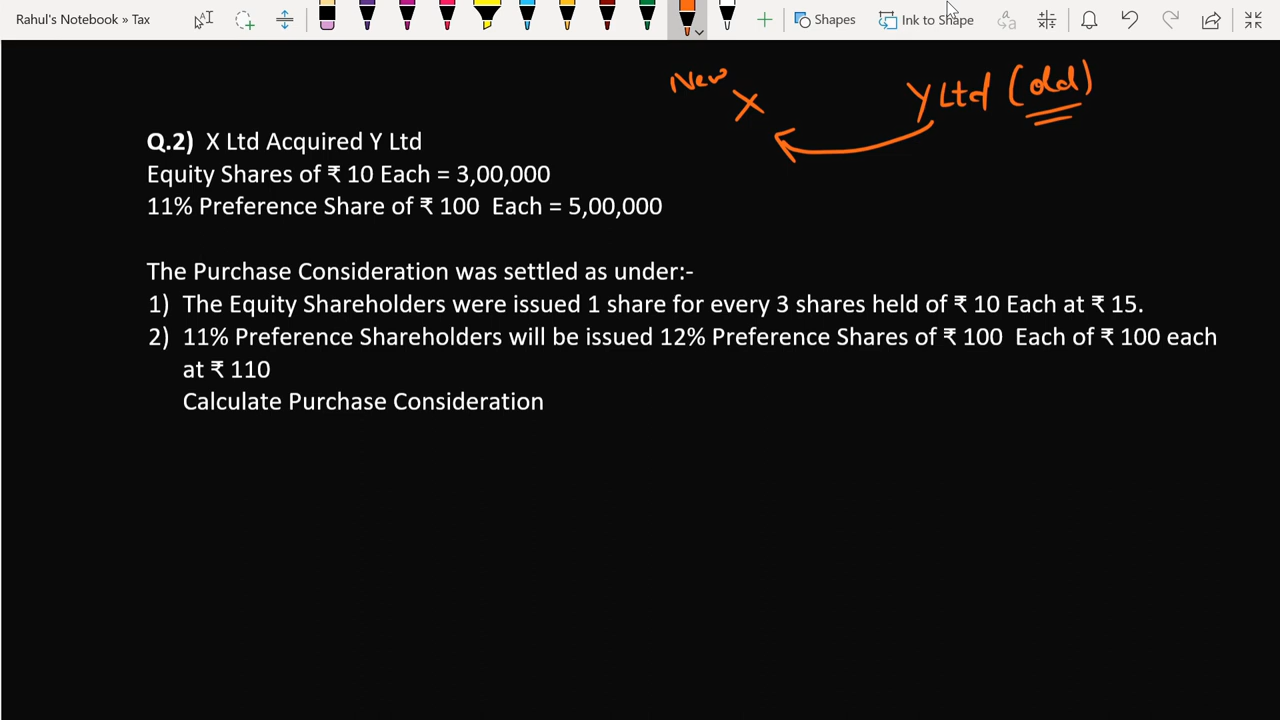 Rahul's Notebook » Tax
Shapes
Ink to Shape
New
X
Y Ltd (old)
Q.2) X Ltd Acquired Y Ltd
Equity Shares of ₹ 10 Each = 3,00,000
11% Preference Share of ₹ 100 Each = 5,00,000
The Purchase Consideration was settled as under:-
1) The Equity Shareholders were issued 1 share for every 3 shares held of ₹ 10 Each at ₹ 15.
2) 11% Preference Shareholders will be issued 12% Preference Shares of ₹ 100 Each of ₹ 100 each
at ₹ 110
Calculate Purchase Consideration